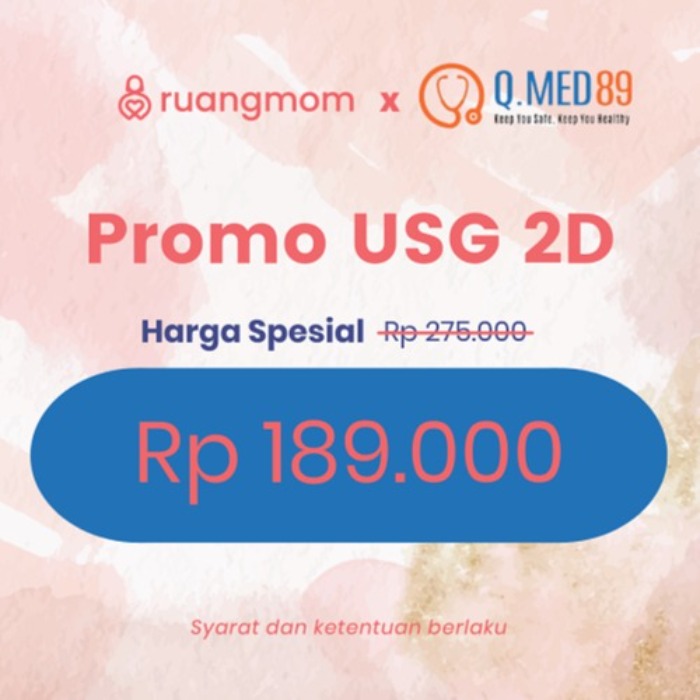 ruangmom x Q.MED89
Keep You Safe, Keep You Healthy
Promo USG 2D
Harga Spesial Rp 275.000
Rp 189.000
Syarat dan ketentuan berlaku